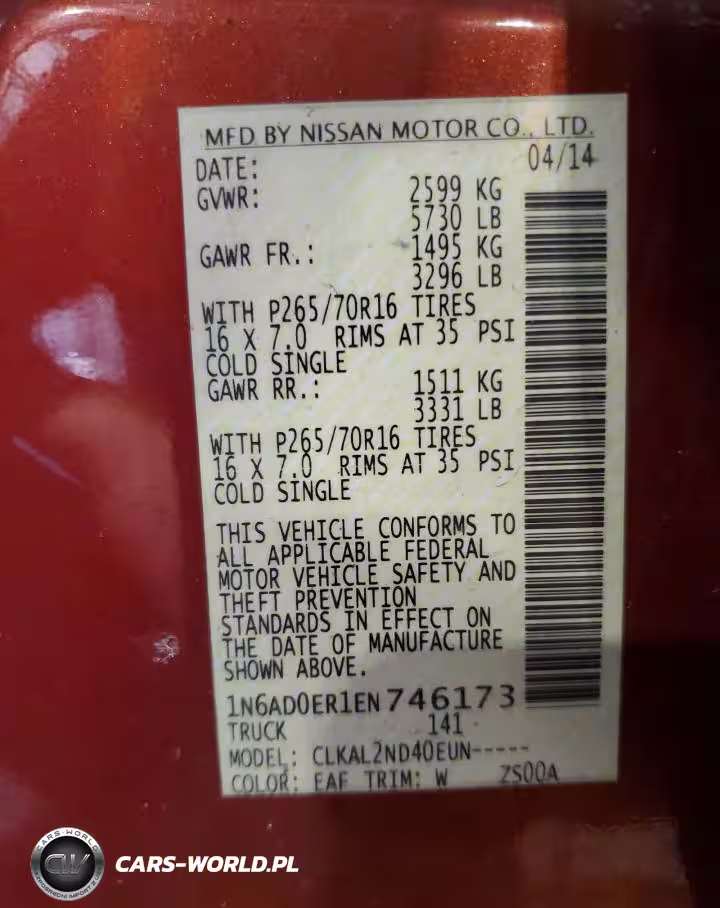 MFD BY NISSAN MOTOR CO., LTD.
DATE: 04/14
GVWR: 2599 KG
5730 LB
GAWR FR.: 1495 KG
3296 LB
WITH P265/70R16 TIRES
16 X 7.0 RIMS AT 35 PSI
COLD SINGLE
GAWR RR.: 1511 KG
3331 LB
WITH P265/70R16 TIRES
16 X 7.0 RIMS AT 35 PSI
COLD SINGLE
THIS VEHICLE CONFORMS TO
ALL APPLICABLE FEDERAL
MOTOR VEHICLE SAFETY AND
THEFT PREVENTION
STANDARDS IN EFFECT ON
THE DATE OF MANUFACTURE
SHOWN ABOVE.
1N6AD0ER1EN746173
TRUCK 141
MODEL: CLKAL2ND40EUN-----
COLOR: EAF TRIM: W ZS00A
CARS-WORLD
CW
CARS-WORLD.PL